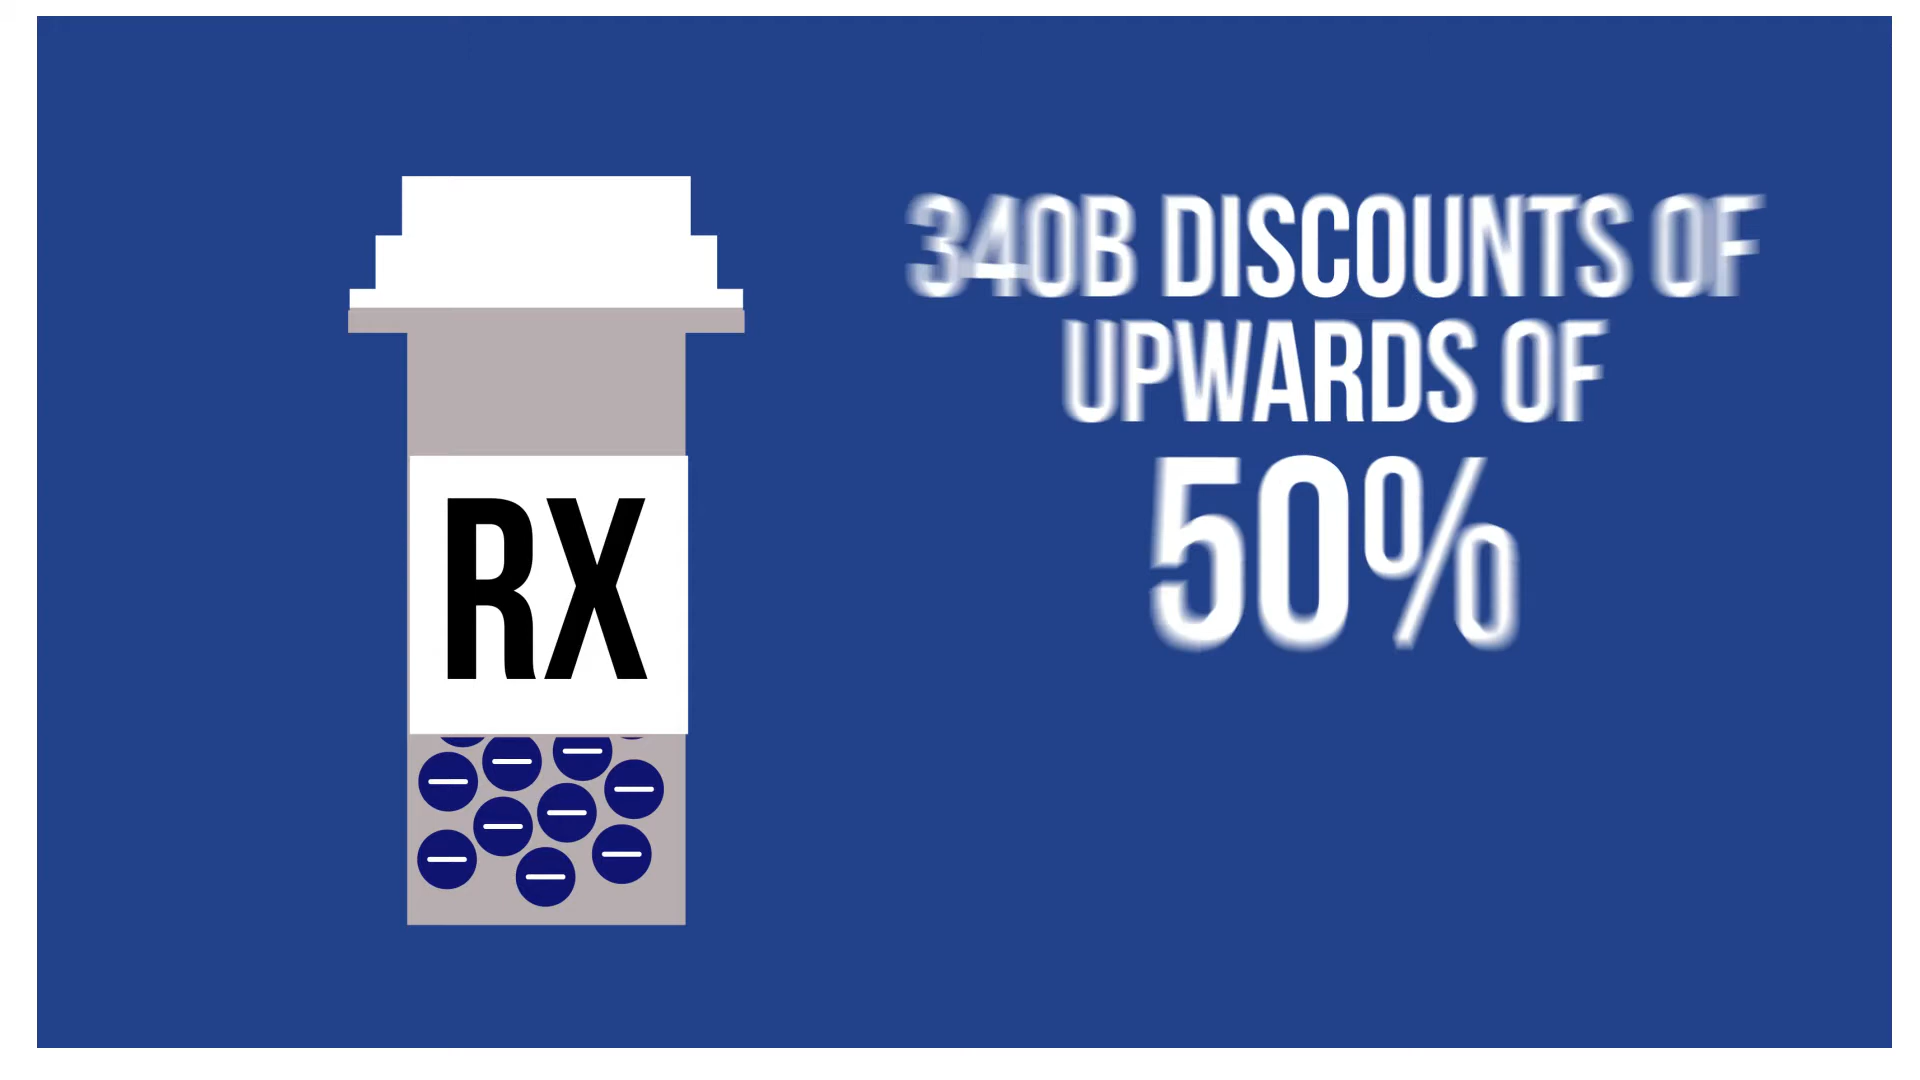 340B DISCOUNTS OF
UPWARDS OF
50%
RX